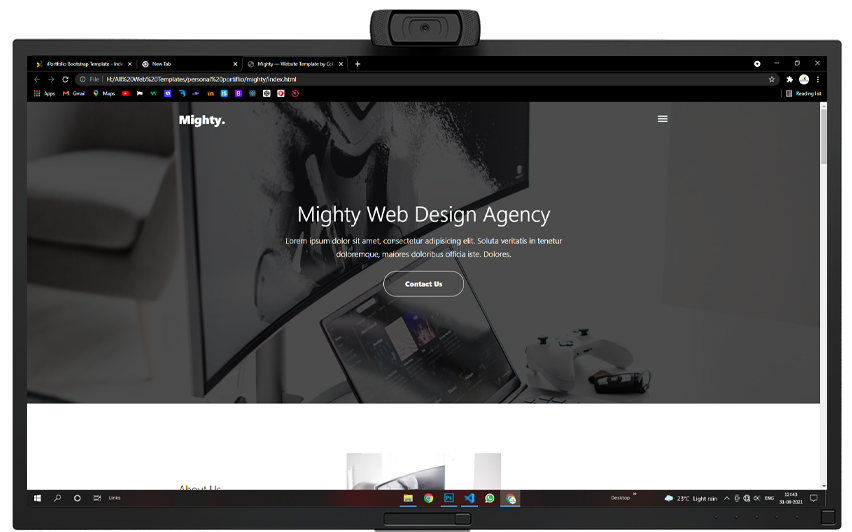 iPortfolio Bootstrap Template - Inde
New Tab
Mighty — Website Template by Col
File
H:/All%20Web%20Templates/personal%20portiflio/mighty/index.html
Apps
Gmail
Maps
Reading list
Mighty.
Mighty Web Design Agency
Lorem ipsum dolor sit amet, consectetur adipisicing elit. Soluta veritatis in tenetur
doloremque, maiores doloribus officia iste. Dolores.
Contact Us
About Us
Links
Desktop
23°C Light rain
ENG
12:43
31-08-2021